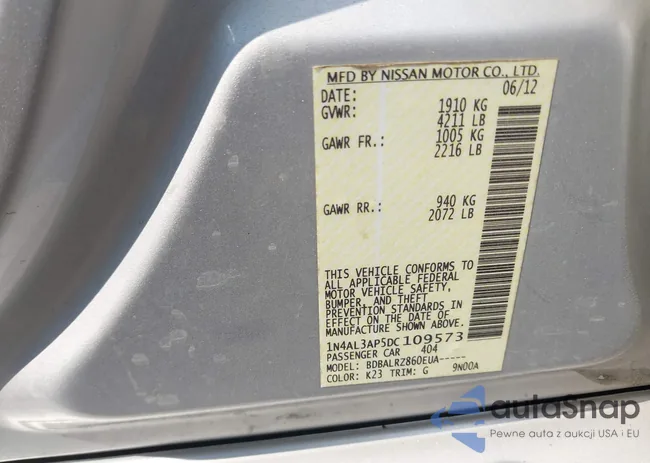 MFD BY NISSAN MOTOR CO., LTD.
DATE: 06/12
GVWR: 1910 KG
4211 LB
GAWR FR.: 1005 KG
2216 LB
GAWR RR.: 940 KG
2072 LB
THIS VEHICLE CONFORMS TO
ALL APPLICABLE FEDERAL
MOTOR VEHICLE SAFETY,
BUMPER, AND THEFT
PREVENTION STANDARDS IN
EFFECT ON THE DATE OF
MANUFACTURE SHOWN ABOVE.
1N4AL3AP5DC109573
PASSENGER CAR 404
MODEL: BDBALRZ860EUA-----
COLOR: K23 TRIM: G 9N00A
autaSnap
Pewne auta z aukcji USA i EU